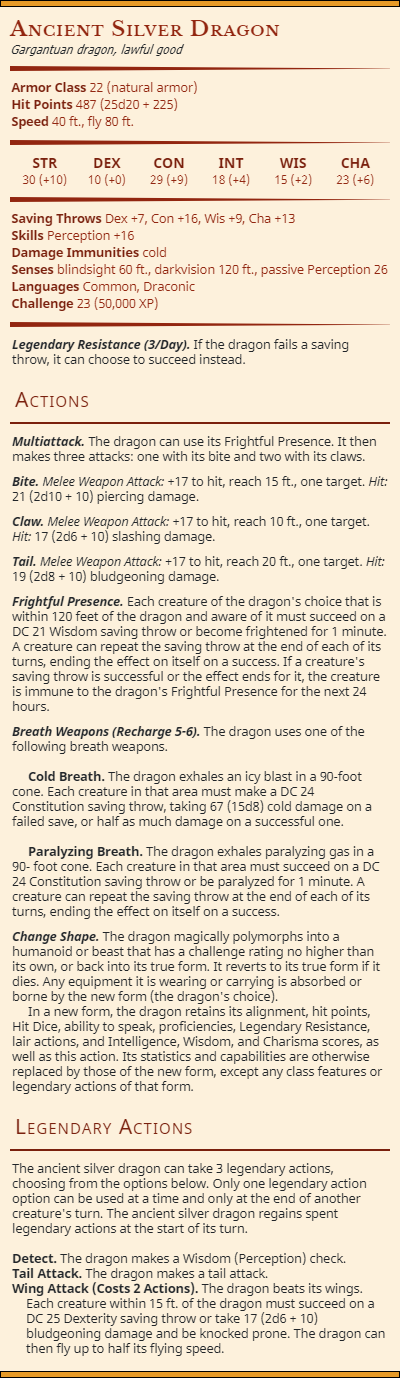 Ancient Silver Dragon
Gargantuan dragon, lawful good
Armor Class 22 (natural armor)
Hit Points 487 (25d20 + 225)
Speed 40 ft., fly 80 ft.
STR DEX CON INT WIS CHA
30 (+10) 10 (+0) 29 (+9) 18 (+4) 15 (+2) 23 (+6)
Saving Throws Dex +7, Con +16, Wis +9, Cha +13
Skills Perception +16
Damage Immunities cold
Senses blindsight 60 ft., darkvision 120 ft., passive Perception 26
Languages Common, Draconic
Challenge 23 (50,000 XP)
Legendary Resistance (3/Day). If the dragon fails a saving
throw, it can choose to succeed instead.
Actions
Multiattack. The dragon can use its Frightful Presence. It then
makes three attacks: one with its bite and two with its claws.
Bite. Melee Weapon Attack: +17 to hit, reach 15 ft., one target. Hit:
21 (2d10 + 10) piercing damage.
Claw. Melee Weapon Attack: +17 to hit, reach 10 ft., one target.
Hit: 17 (2d6 + 10) slashing damage.
Tail. Melee Weapon Attack: +17 to hit, reach 20 ft., one target. Hit:
19 (2d8 + 10) bludgeoning damage.
Frightful Presence. Each creature of the dragon's choice that is
within 120 feet of the dragon and aware of it must succeed on a
DC 21 Wisdom saving throw or become frightened for 1 minute.
A creature can repeat the saving throw at the end of each of its
turns, ending the effect on itself on a success. If a creature's
saving throw is successful or the effect ends for it, the creature
is immune to the dragon's Frightful Presence for the next 24
hours.
Breath Weapons (Recharge 5-6). The dragon uses one of the
following breath weapons.
Cold Breath. The dragon exhales an icy blast in a 90-foot
cone. Each creature in that area must make a DC 24
Constitution saving throw, taking 67 (15d8) cold damage on a
failed save, or half as much damage on a successful one.
Paralyzing Breath. The dragon exhales paralyzing gas in a
90- foot cone. Each creature in that area must succeed on a DC
24 Constitution saving throw or be paralyzed for 1 minute. A
creature can repeat the saving throw at the end of each of its
turns, ending the effect on itself on a success.
Change Shape. The dragon magically polymorphs into a
humanoid or beast that has a challenge rating no higher than
its own, or back into its true form. It reverts to its true form if it
dies. Any equipment it is wearing or carrying is absorbed or
borne by the new form (the dragon's choice).
In a new form, the dragon retains its alignment, hit points,
Hit Dice, ability to speak, proficiencies, Legendary Resistance,
lair actions, and Intelligence, Wisdom, and Charisma scores, as
well as this action. Its statistics and capabilities are otherwise
replaced by those of the new form, except any class features or
legendary actions of that form.
Legendary Actions
The ancient silver dragon can take 3 legendary actions,
choosing from the options below. Only one legendary action
option can be used at a time and only at the end of another
creature's turn. The ancient silver dragon regains spent
legendary actions at the start of its turn.
Detect. The dragon makes a Wisdom (Perception) check.
Tail Attack. The dragon makes a tail attack.
Wing Attack (Costs 2 Actions). The dragon beats its wings.
Each creature within 15 ft. of the dragon must succeed on a
DC 25 Dexterity saving throw or take 17 (2d6 + 10)
bludgeoning damage and be knocked prone. The dragon can
then fly up to half its flying speed.